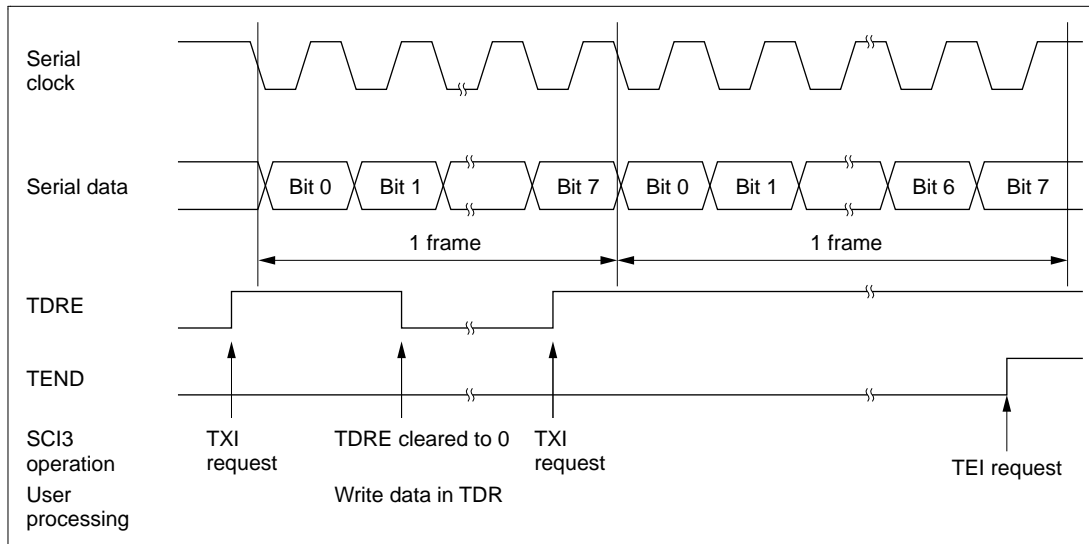 Serial
clock
Serial data
Bit 0 Bit 1 Bit 7 Bit 0 Bit 1 Bit 6 Bit 7
1 frame 1 frame
TDRE
TEND
SCI3
operation
TXI
request
TDRE cleared to 0
TXI
request
TEI request
User
processing
Write data in TDR